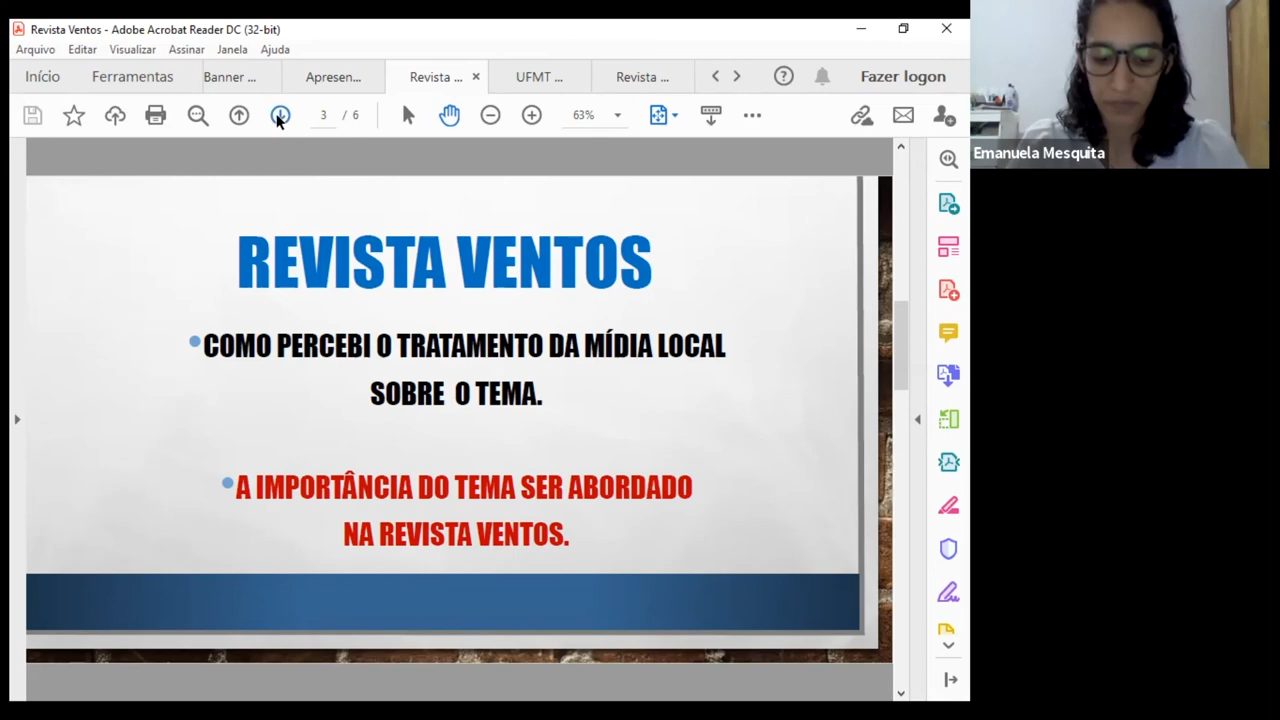 Revista Ventos - Adobe Acrobat Reader DC (32-bit)
Arquivo Editar Visualizar Assinar Janela Ajuda
Início Ferramentas Banner ... Apresen... Revista ... × UFMT ... Revista ... Fazer logon
3 / 6 63%
Emanuela Mesquita
REVISTA VENTOS
•COMO PERCEBI O TRATAMENTO DA MÍDIA LOCAL
SOBRE O TEMA.
•A IMPORTÂNCIA DO TEMA SER ABORDADO
NA REVISTA VENTOS.